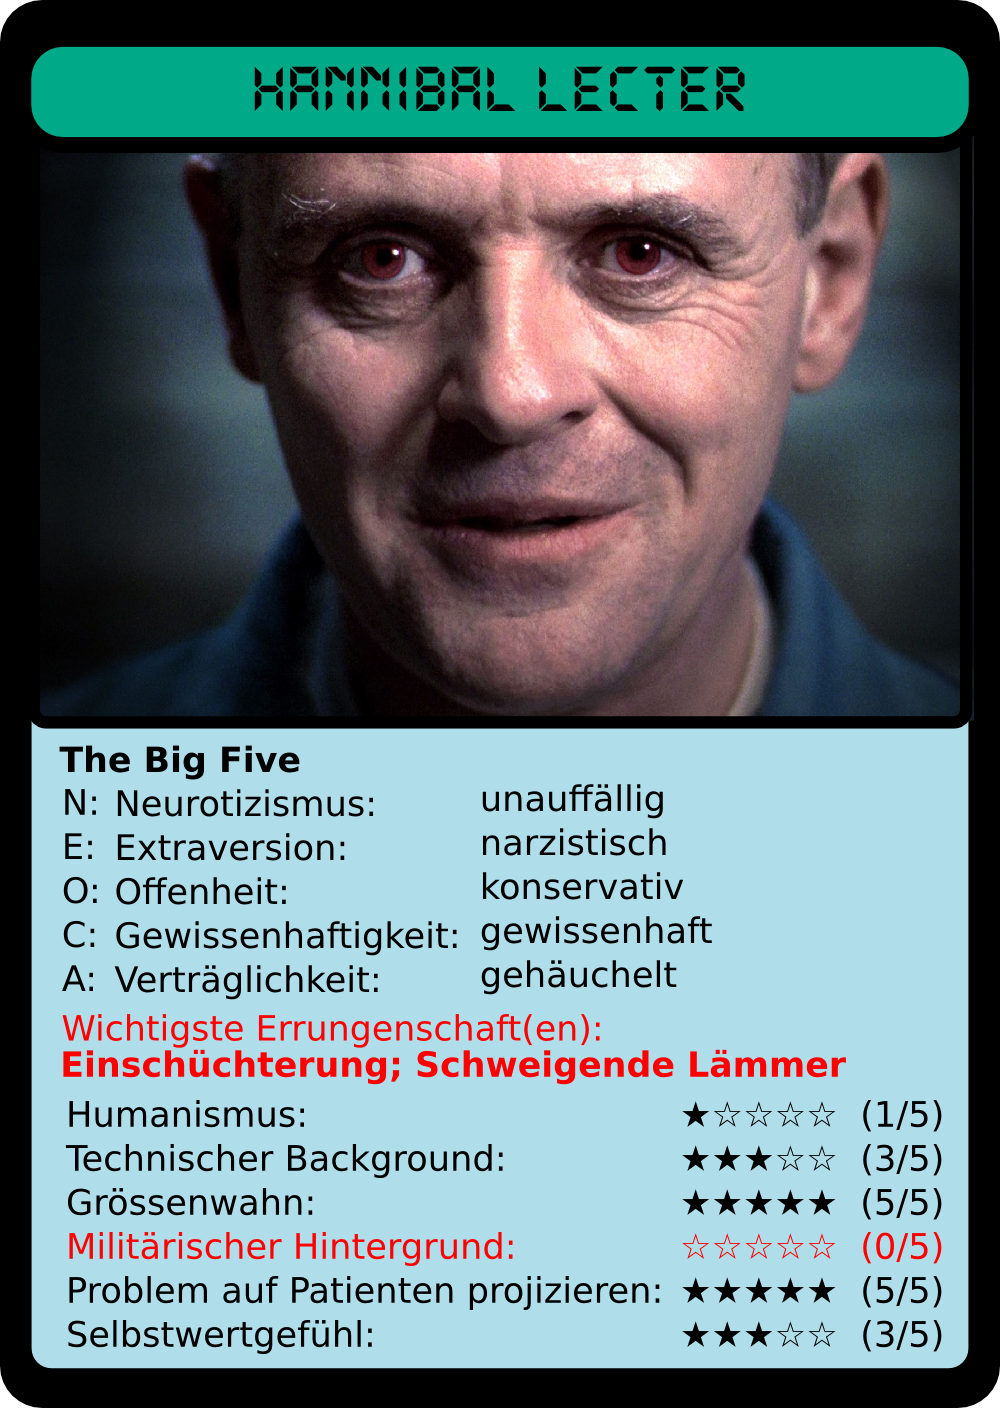 HANNIBAL LECTER
The Big Five
N: Neurotizismus: unauffällig
E: Extraversion: narzistisch
O: Offenheit: konservativ
C: Gewissenhaftigkeit: gewissenhaft
A: Verträglichkeit: gehäuchelt
Wichtigste Errungenschaft(en):
Einschüchterung; Schweigende Lämmer
Humanismus: ★☆☆☆☆ (1/5)
Technischer Background: ★★★☆☆ (3/5)
Grössenwahn: ★★★★★ (5/5)
Militärischer Hintergrund: ☆☆☆☆☆ (0/5)
Problem auf Patienten projizieren: ★★★★★ (5/5)
Selbstwertgefühl: ★★★☆☆ (3/5)